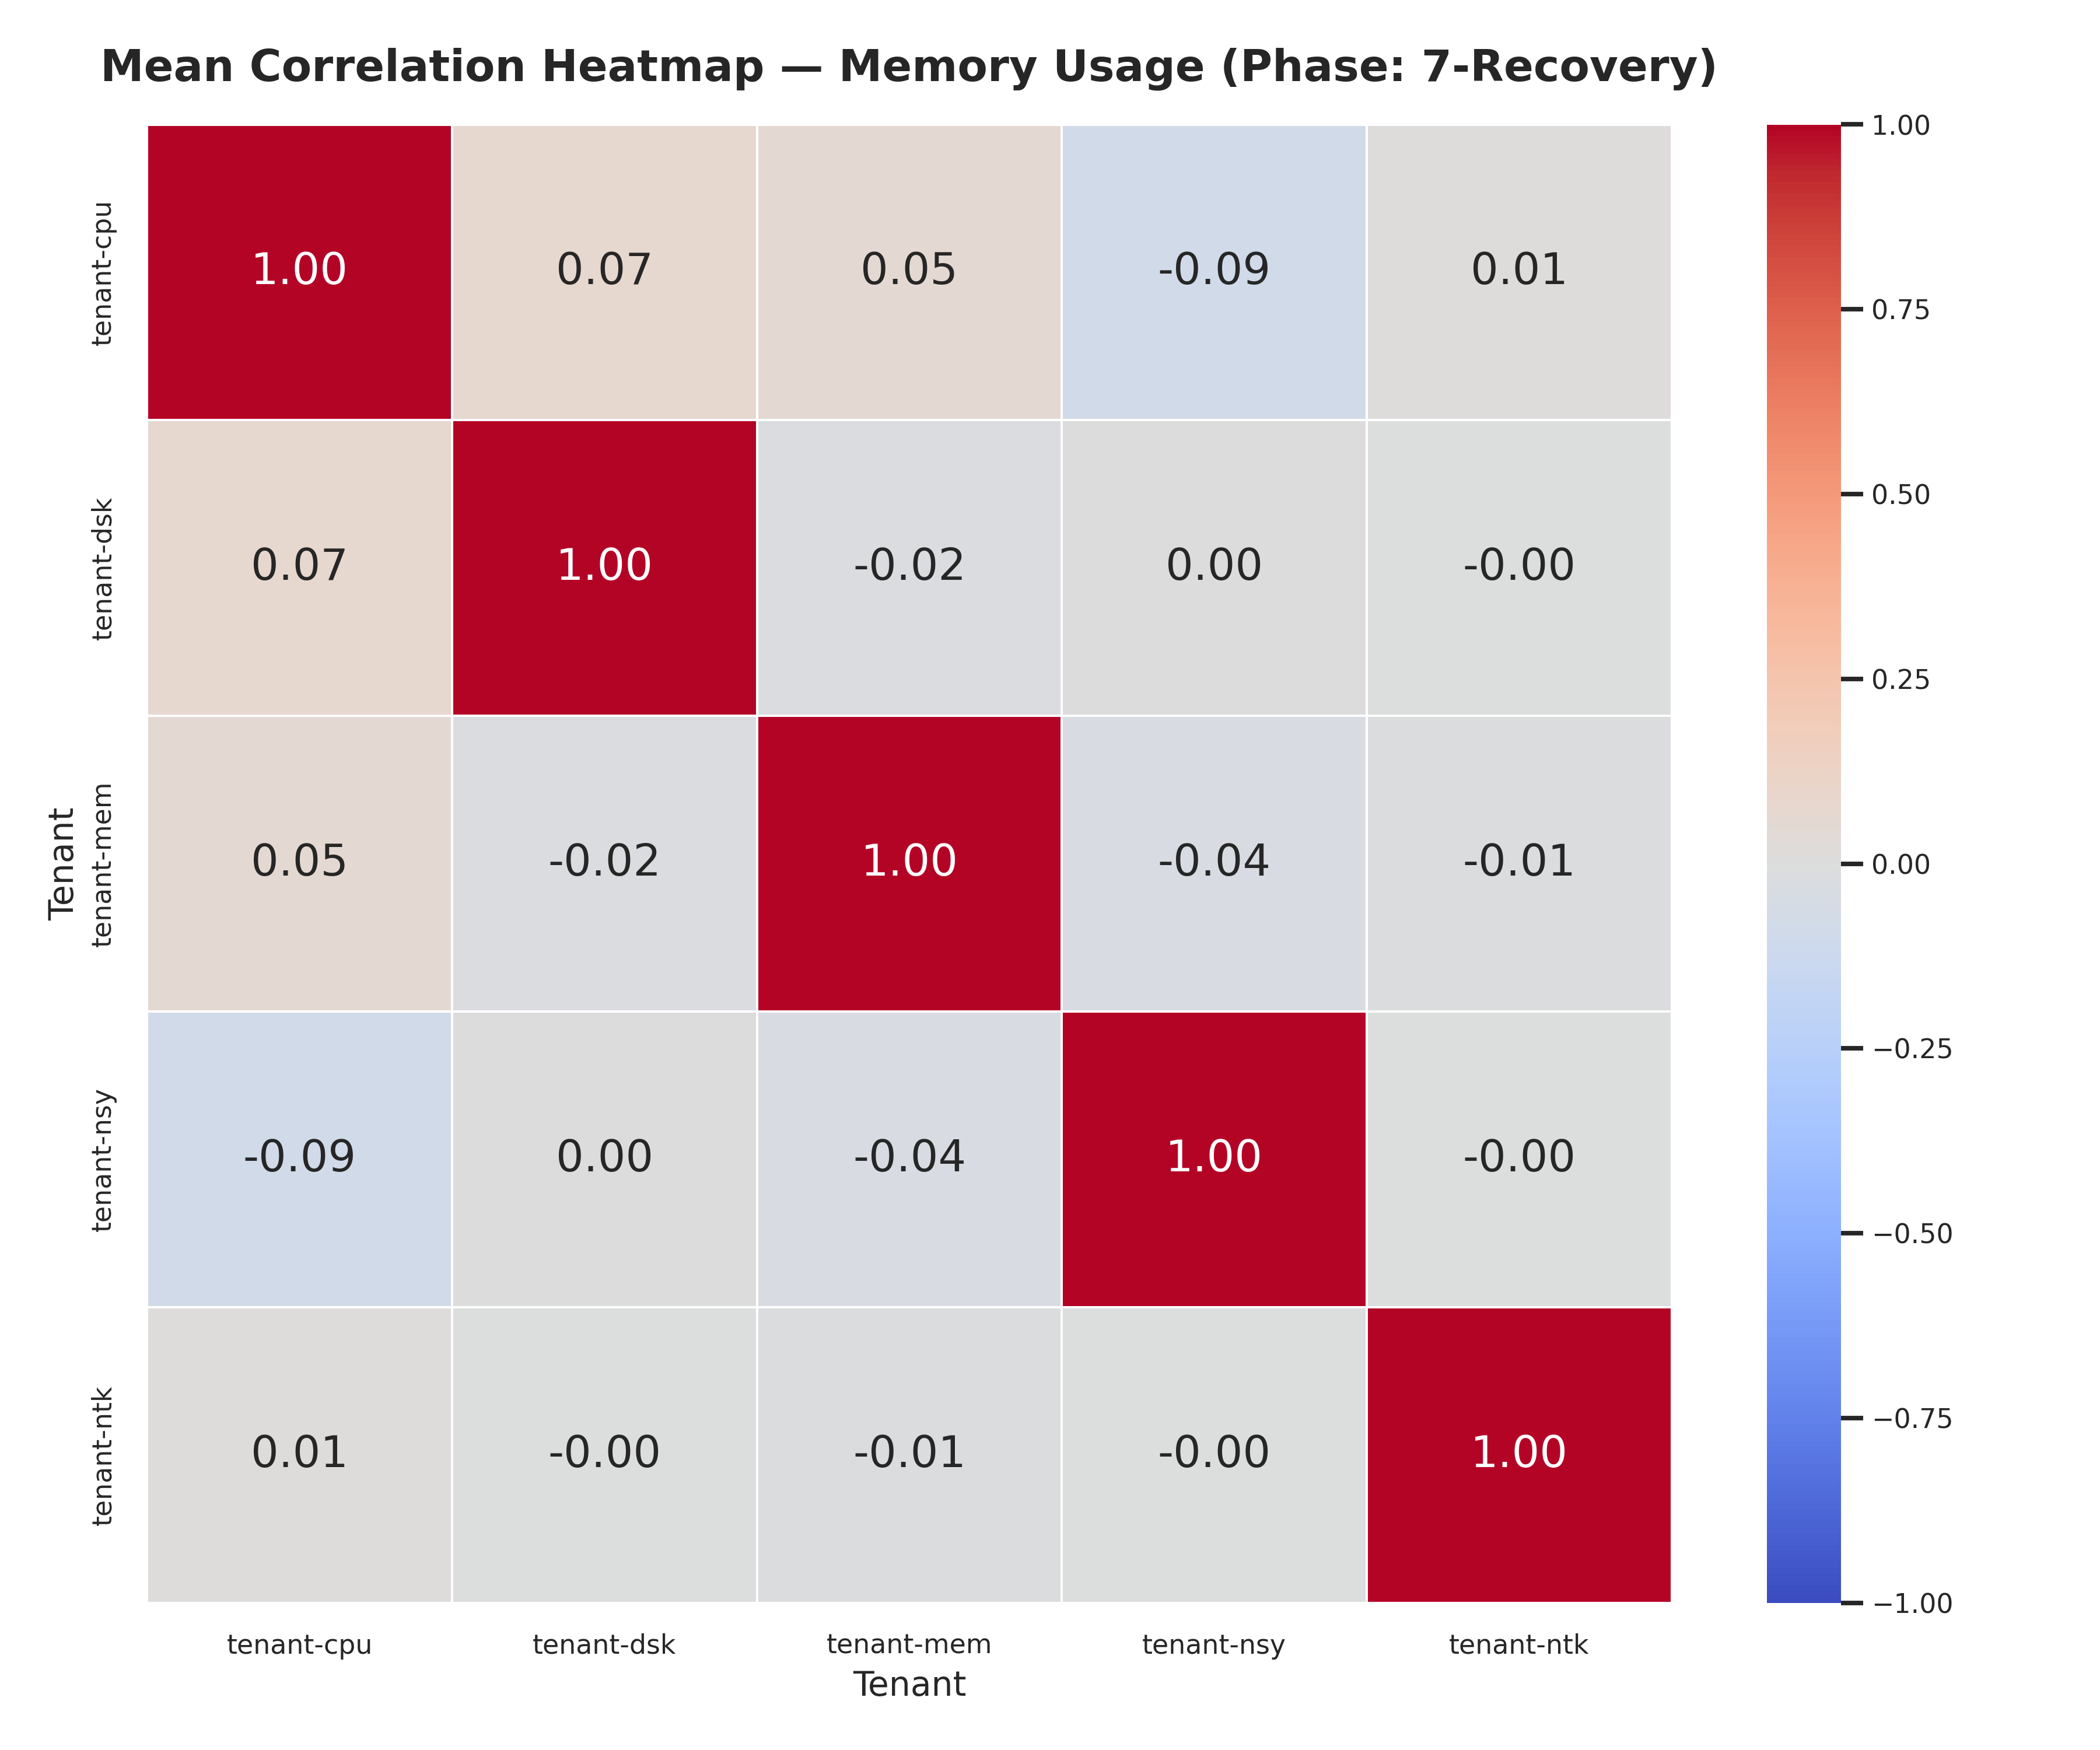 Mean Correlation Heatmap — Memory Usage (Phase: 7-Recovery)
tenant-cpu 1.00 0.07 0.05 -0.09 0.01
tenant-dsk 0.07 1.00 -0.02 0.00 -0.00
tenant-mem 0.05 -0.02 1.00 -0.04 -0.01
tenant-nsy -0.09 0.00 -0.04 1.00 -0.00
tenant-ntk 0.01 -0.00 -0.01 -0.00 1.00
Tenant
tenant-cpu tenant-dsk tenant-mem tenant-nsy tenant-ntk
Tenant
1.00
0.75
0.50
0.25
0.00
−0.25
−0.50
−0.75
−1.00